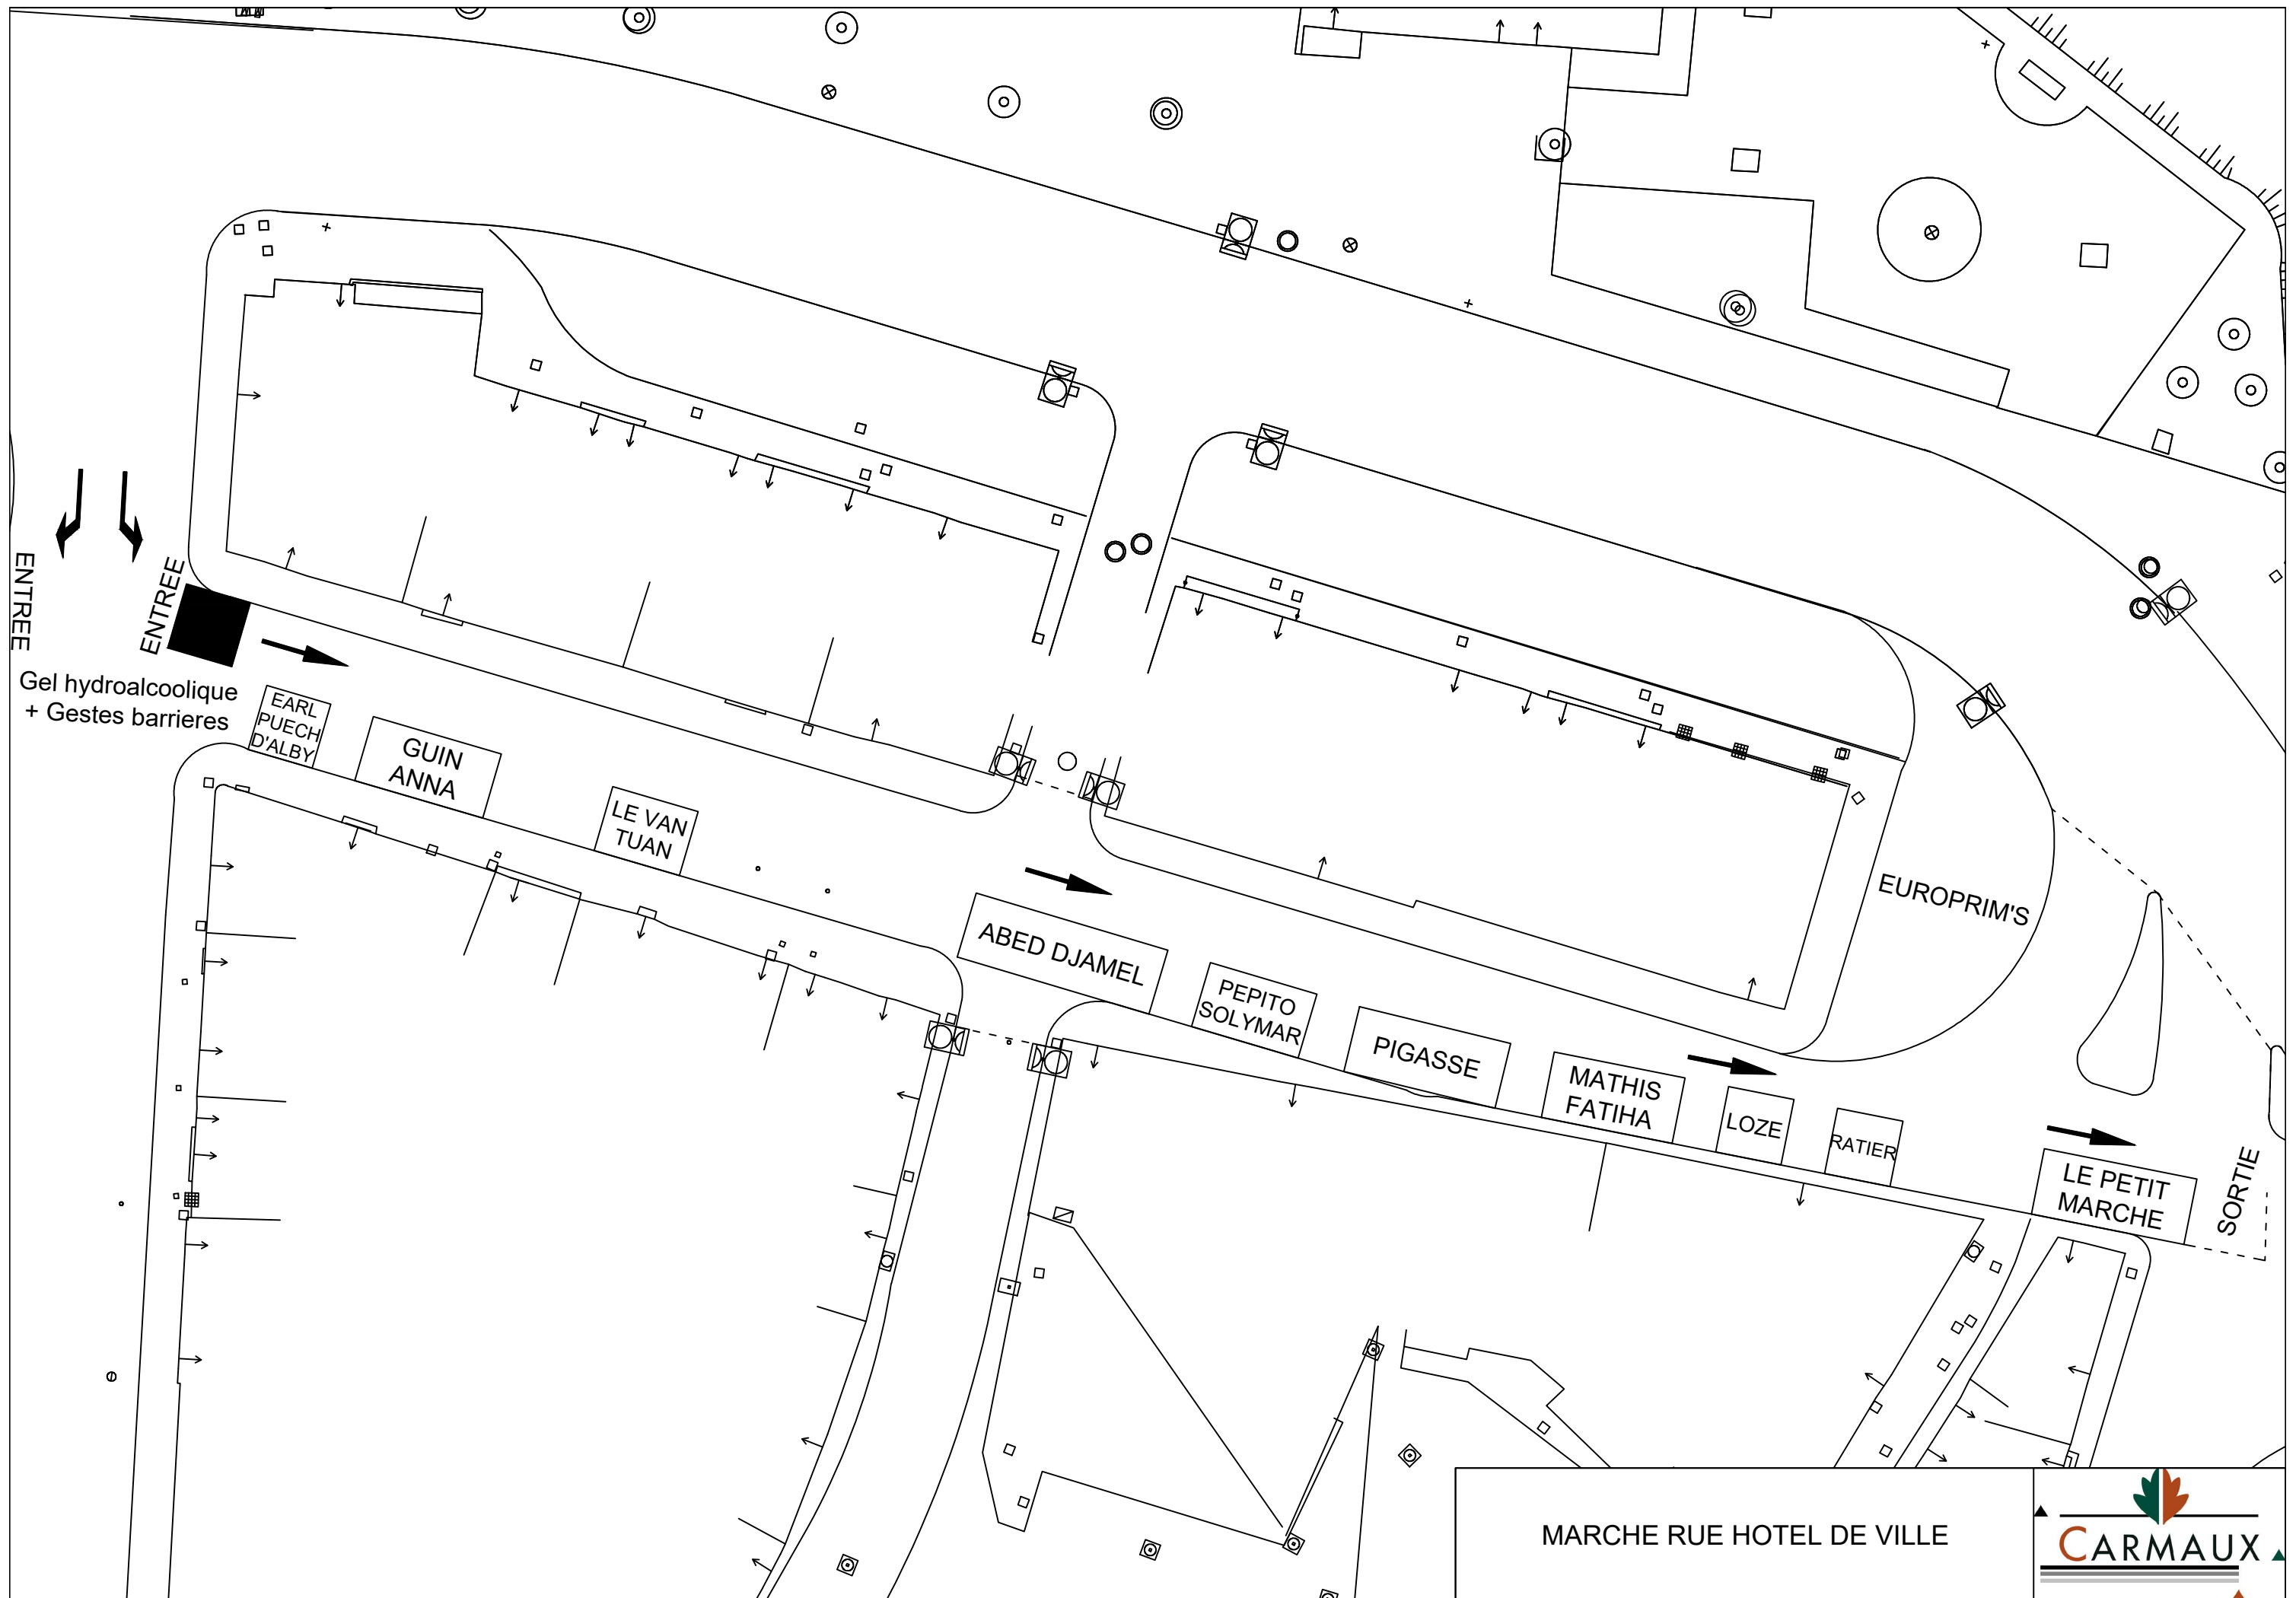 ENTREE
ENTREE
Gel hydroalcoolique
+ Gestes barrieres
EARL
PUECH
D'ALBY
GUIN
ANNA
LE VAN
TUAN
ABED DJAMEL
PEPITO
SOLYMAR
PIGASSE
MATHIS
FATIHA
LOZE
RATIER
EUROPRIM'S
LE PETIT
MARCHE
SORTIE
MARCHE RUE HOTEL DE VILLE
CARMAUX